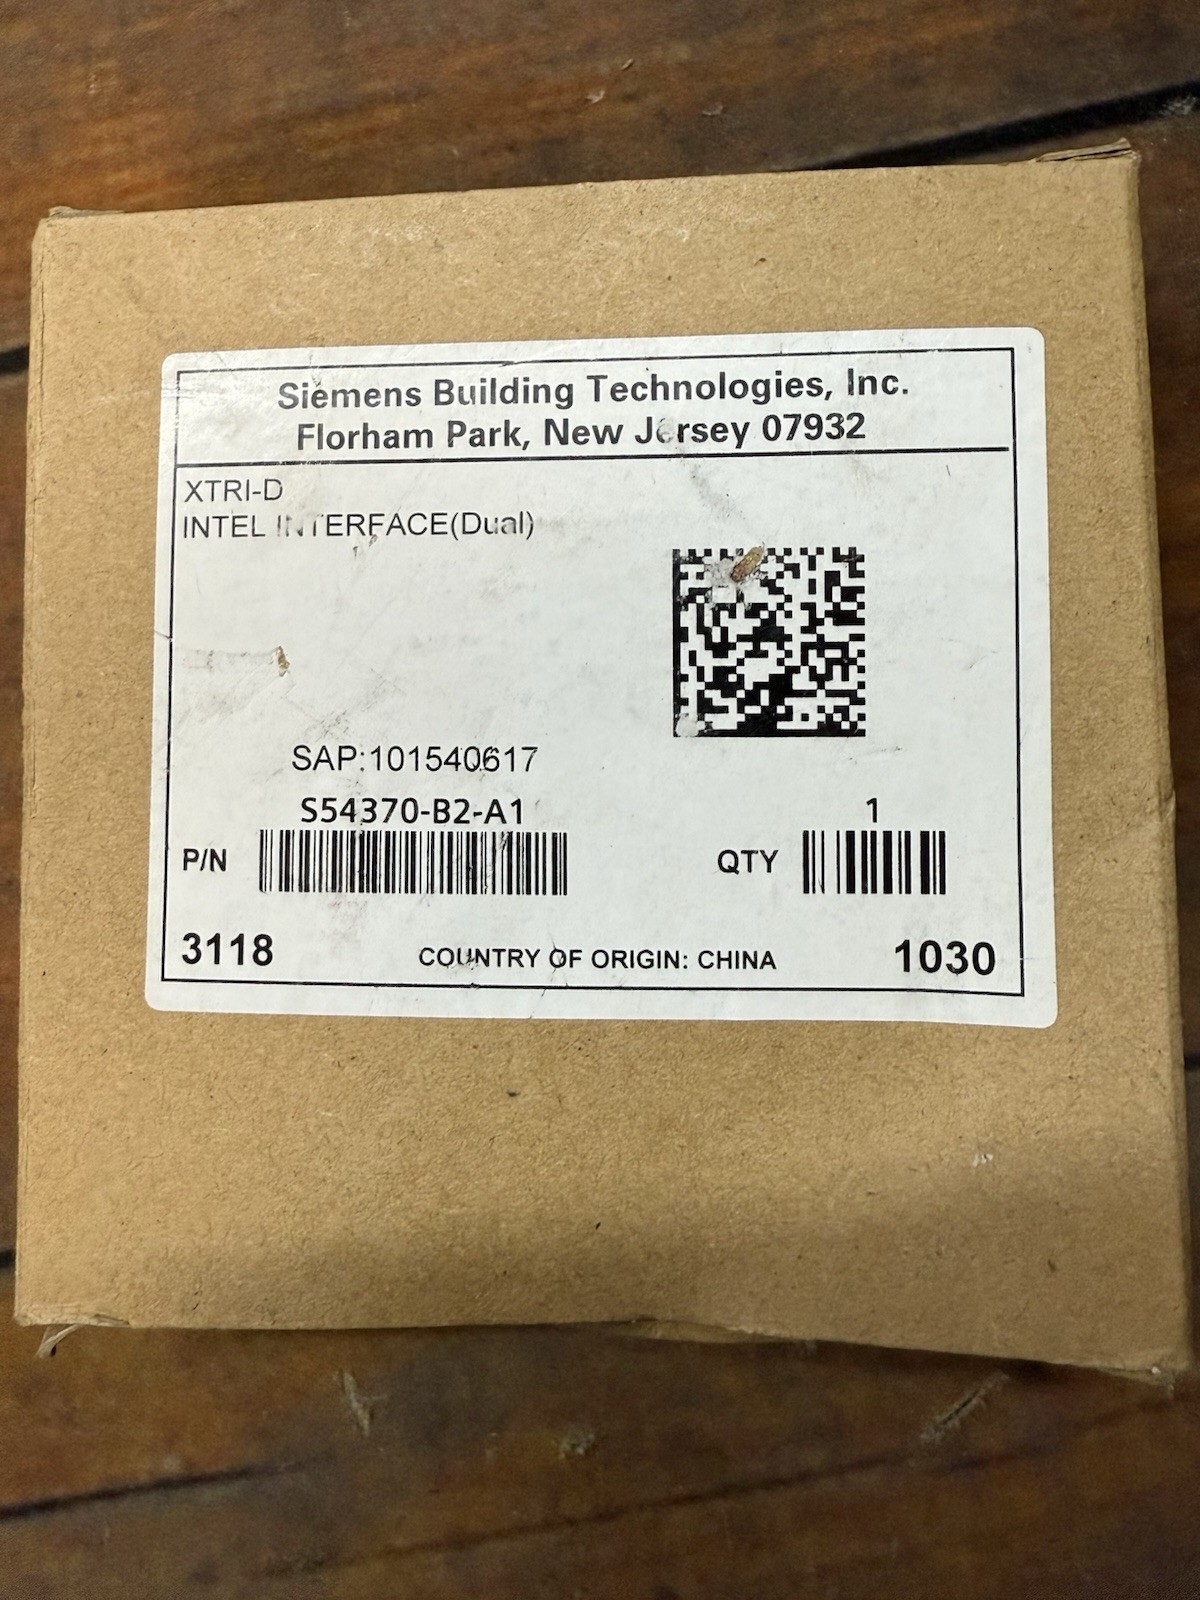 Siemens Building Technologies, Inc.
Florham Park, New Jersey 07932
XTRI-D
INTEL INTERFACE(Dual)
SAP:101540617
S54370-B2-A1
1
P/N
QTY
3118
COUNTRY OF ORIGIN: CHINA
1030